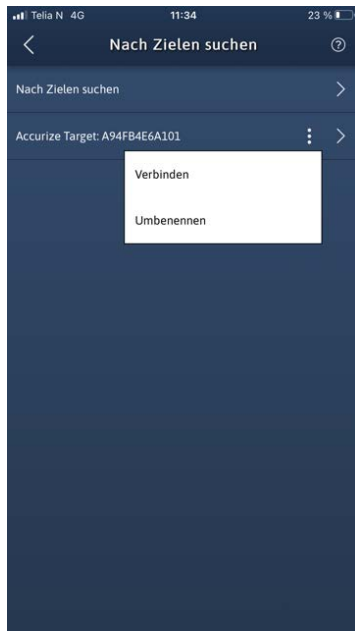 Telia N 4G 11:34 23 %
Nach Zielen suchen
Nach Zielen suchen
Accurize Target: A94FB4E6A101
Verbinden
Umbenennen